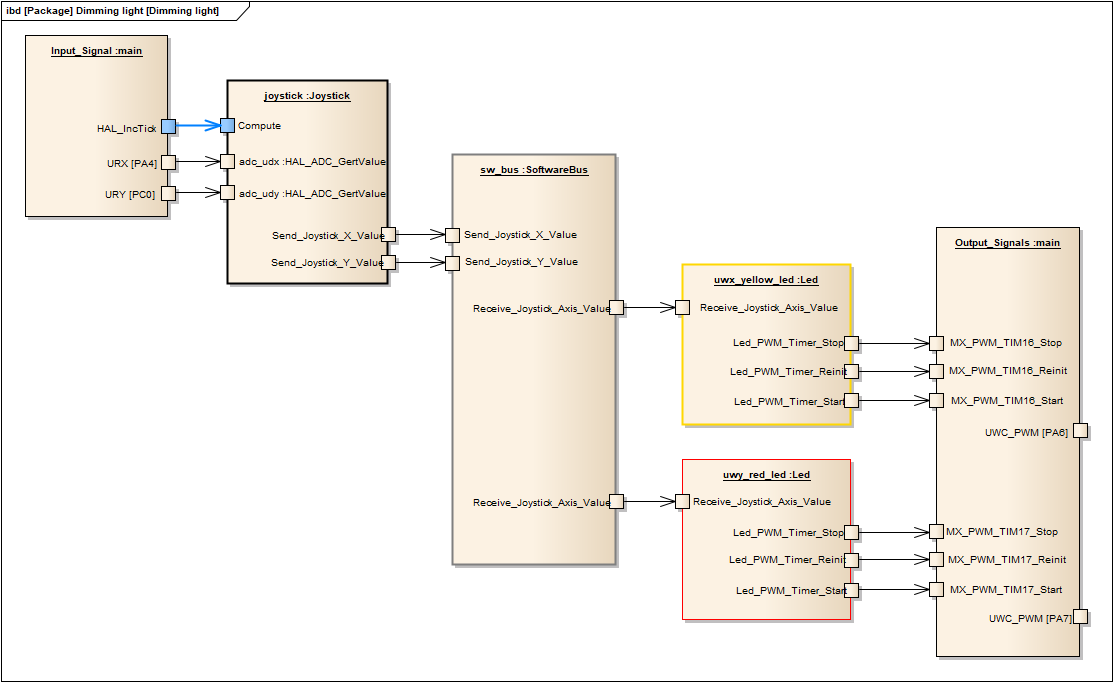 ibd [Package] Dimming light [Dimming light]
Input_Signal :main
HAL_IncTick
URX [PA4]
URY [PC0]
joystick :Joystick
Compute
adc_udx :HAL_ADC_GertValue
adc_udy :HAL_ADC_GertValue
Send_Joystick_X_Value
Send_Joystick_Y_Value
sw_bus :SoftwareBus
Send_Joystick_X_Value
Send_Joystick_Y_Value
Receive_Joystick_Axis_Value
Receive_Joystick_Axis_Value
uwx_yellow_led :Led
Receive_Joystick_Axis_Value
Led_PWM_Timer_Stop
Led_PWM_Timer_Reinit
Led_PWM_Timer_Start
uwy_red_led :Led
Receive_Joystick_Axis_Value
Led_PWM_Timer_Stop
Led_PWM_Timer_Reinit
Led_PWM_Timer_Start
Output_Signals :main
MX_PWM_TIM16_Stop
MX_PWM_TIM16_Reinit
MX_PWM_TIM16_Start
UWC_PWM [PA6]
MX_PWM_TIM17_Stop
MX_PWM_TIM17_Reinit
MX_PWM_TIM17_Start
UWC_PWM [PA7]